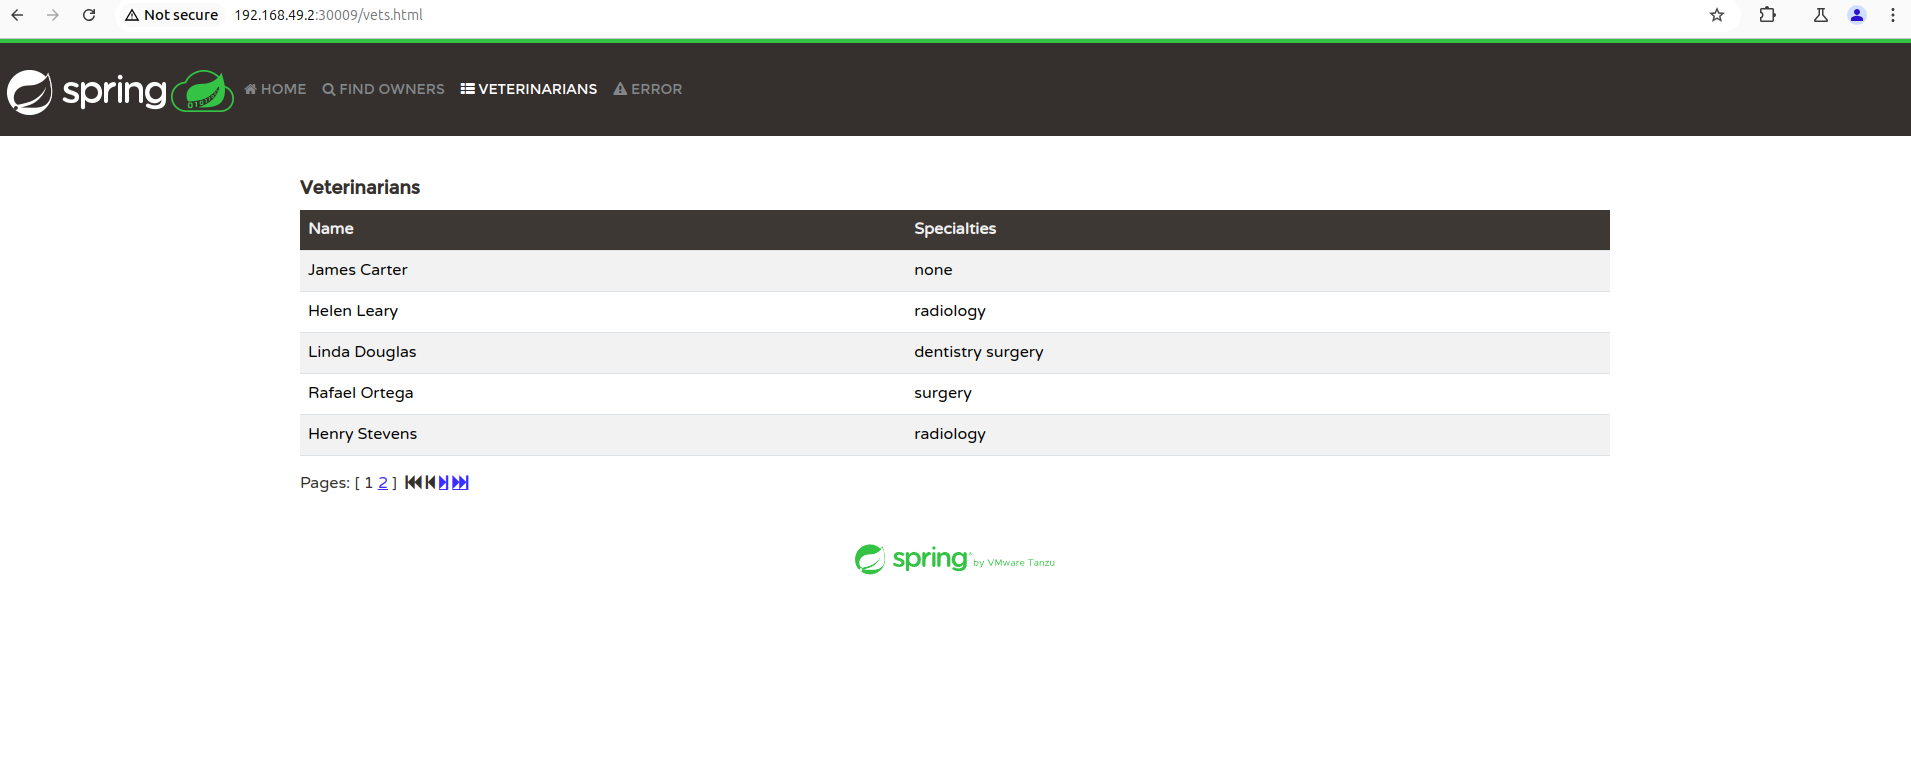 Not secure 192.168.49.2:30009/vets.html
spring HOME FIND OWNERS VETERINARIANS ERROR
Veterinarians
Name Specialties
James Carter none
Helen Leary radiology
Linda Douglas dentistry surgery
Rafael Ortega surgery
Henry Stevens radiology
Pages: [ 1 2 ]
spring by VMware Tanzu